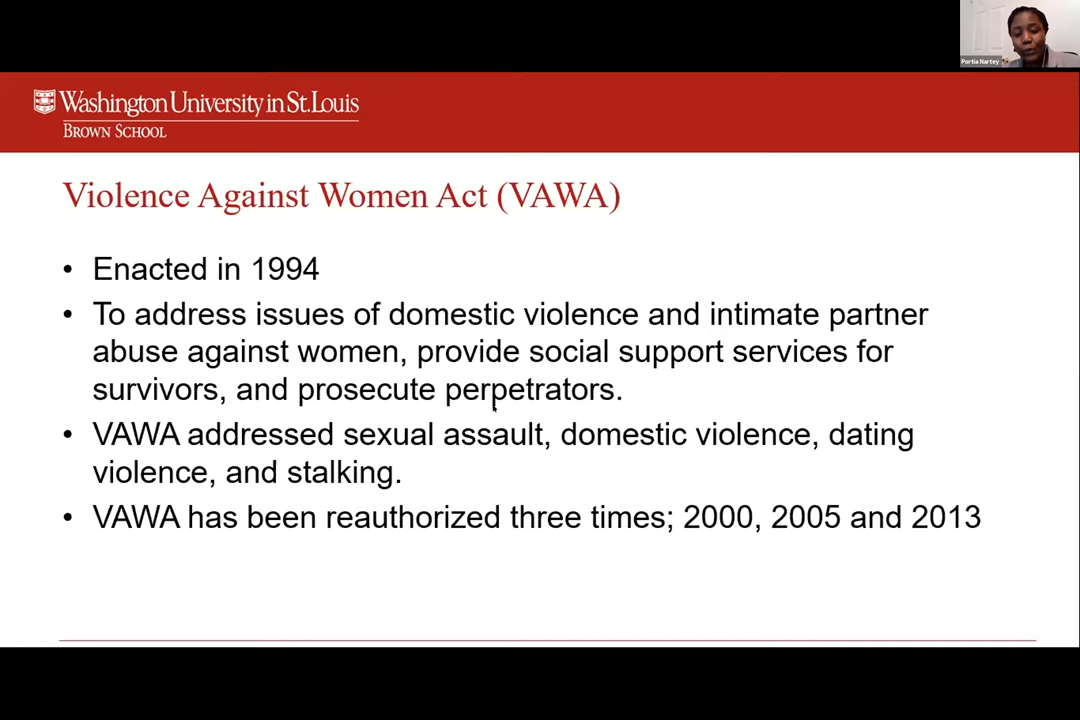 Portia Nartey
Washington University in St. Louis
BROWN SCHOOL
Violence Against Women Act (VAWA)
• Enacted in 1994
• To address issues of domestic violence and intimate partner
abuse against women, provide social support services for
survivors, and prosecute perpetrators.
• VAWA addressed sexual assault, domestic violence, dating
violence, and stalking.
• VAWA has been reauthorized three times; 2000, 2005 and 2013